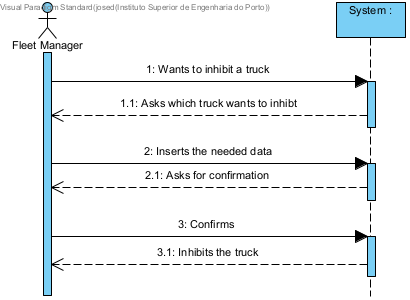 Visual Paradigm Standard(josed(Instituto Superior de Engenharia do Porto))
System :
Fleet Manager
1: Wants to inhibit a truck
1.1: Asks which truck wants to inhibt
2: Inserts the needed data
2.1: Asks for confirmation
3: Confirms
3.1: Inhibits the truck